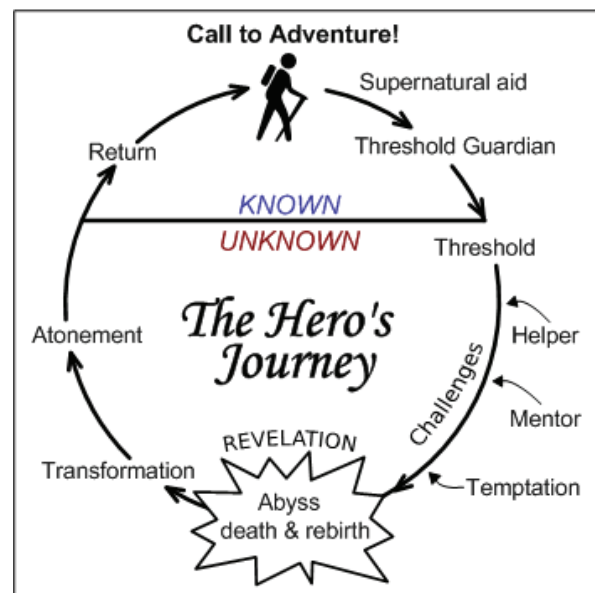 Call to Adventure!
Supernatural aid
Threshold Guardian
Return
KNOWN
UNKNOWN
Threshold
The Hero's
Journey
Helper
Atonement
Challenges
Mentor
REVELATION
Transformation
Temptation
Abyss
death & rebirth